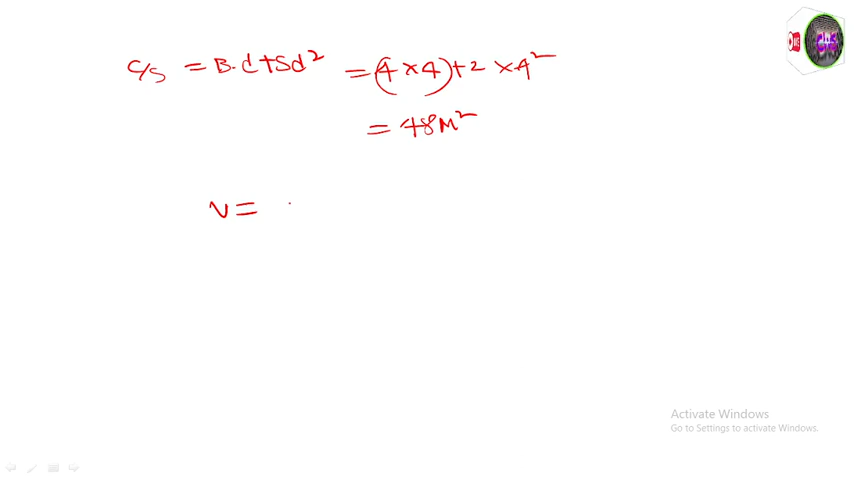 C/S = B.d+Sd² = (4×4)+2×4²
= 48M²
V=
Activate Windows
Go to Settings to activate Windows.